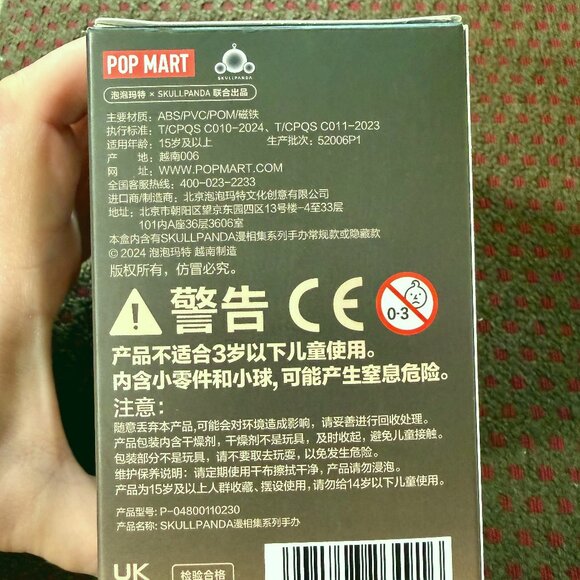 POP MART
SKULLPANDA
泡泡玛特 × SKULLPANDA 联合出品
主要材质：ABS/PVC/POM/磁铁
执行标准：T/CPQS C010-2024、T/CPQS C011-2023
适用年龄：15岁及以上 生产批次：52006P1
产 地：越南006
网 址：WWW.POPMART.COM
全国客服热线：400-023-2233
进口商/制造商：北京泡泡玛特文化创意有限公司
地址：北京市朝阳区望京东园四区13号楼-4至33层
101内A座36层3606室
本盒内含有SKULLPANDA漫相集系列手办常规款或隐藏款
© 2024 泡泡玛特 越南制造
版权所有，仿冒必究。
警告 CE 0-3
产品不适合3岁以下儿童使用。
内含小零件和小球，可能产生窒息危险。
注意：
随意丢弃本产品，可能会对环境造成影响，请妥善进行回收处理。
产品包装内含干燥剂，干燥剂不是玩具，及时收起，避免儿童接触。
包装部分不是玩具，请不要取去玩耍，以免发生危险。
维护保养说明：请定期使用干布擦拭干净，产品请勿浸泡。
产品为15岁及以上人群收藏、摆设使用，请勿给14岁以下儿童使用。
产品型号：P-04800110230
产品名称：SKULLPANDA漫相集系列手办
UK
检验合格